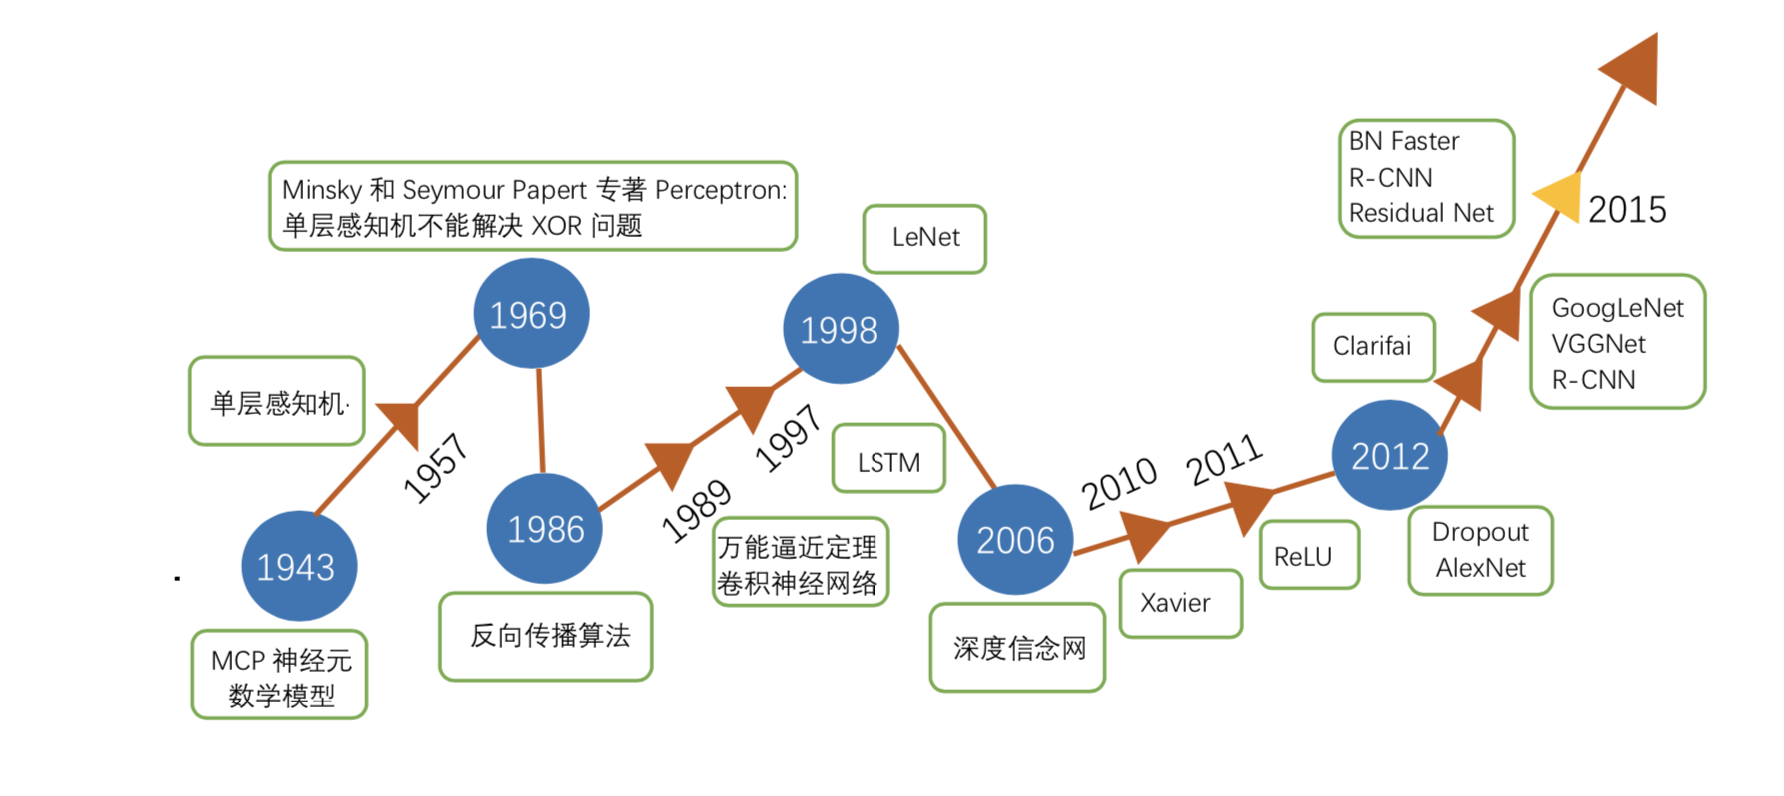 BN Faster
R-CNN
Residual Net
2015
Minsky 和 Seymour Papert 专著 Perceptron:
单层感知机不能解决 XOR 问题
LeNet
1969
1998
GoogLeNet
VGGNet
R-CNN
Clarifai
单层感知机·
1957
1997
LSTM
2010
2011
2012
1989
1986
万能逼近定理
卷积神经网络
2006
Dropout
AlexNet
ReLU
1943
Xavier
反向传播算法
深度信念网
MCP 神经元
数学模型